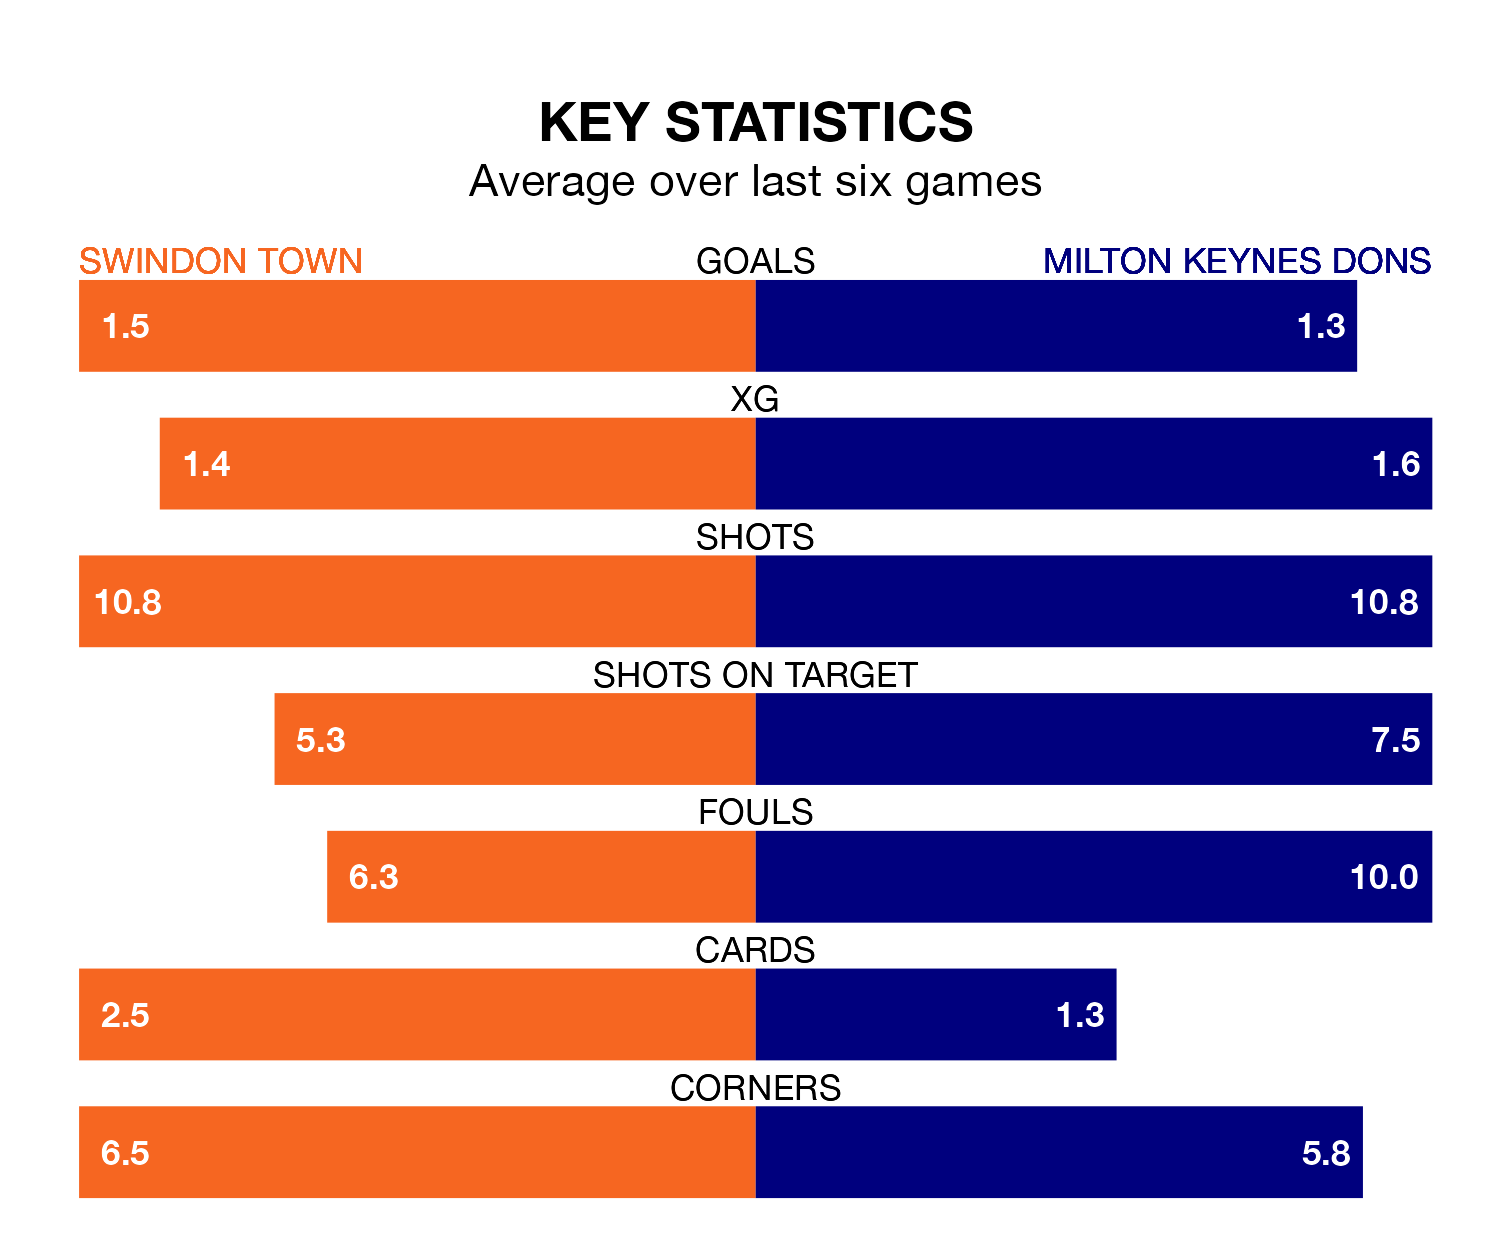 KEY STATISTICS
Average over last six games
SWINDON TOWN GOALS MILTON KEYNES DONS
1.5 1.3
XG
1.4 1.6
SHOTS
10.8 10.8
SHOTS ON TARGET
5.3 7.5
FOULS
6.3 10.0
CARDS
2.5 1.3
CORNERS
6.5 5.8